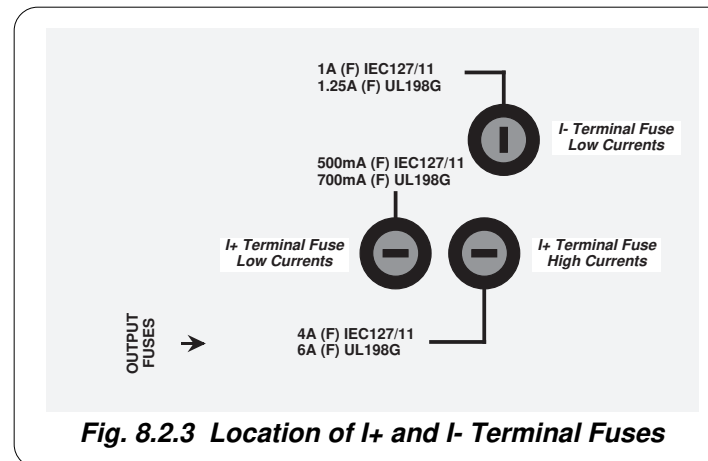 1A (F) IEC127/11
1.25A (F) UL198G
I- Terminal Fuse
Low Currents
500mA (F) IEC127/11
700mA (F) UL198G
I+ Terminal Fuse
Low Currents
I+ Terminal Fuse
High Currents
OUTPUT
FUSES
4A (F) IEC127/11
6A (F) UL198G
Fig. 8.2.3 Location of I+ and I- Terminal Fuses